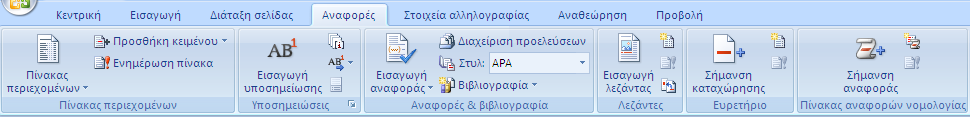 Κεντρική Εισαγωγή Διάταξη σελίδας Αναφορές Στοιχεία αλληλογραφίας Αναθεώρηση Προβολή
Πίνακας περιεχομένων
Προσθήκη κειμένου
Ενημέρωση πίνακα
Πίνακας περιεχομένων
AB1
Εισαγωγή υποσημείωσης
AB1
Υποσημειώσεις
Εισαγωγή αναφοράς
Διαχείριση προελεύσεων
Στυλ: APA
Βιβλιογραφία
Αναφορές & βιβλιογραφία
Εισαγωγή λεζάντας
Λεζάντες
Σήμανση καταχώρησης
Ευρετήριο
Σήμανση αναφοράς
Πίνακας αναφορών νομολογίας